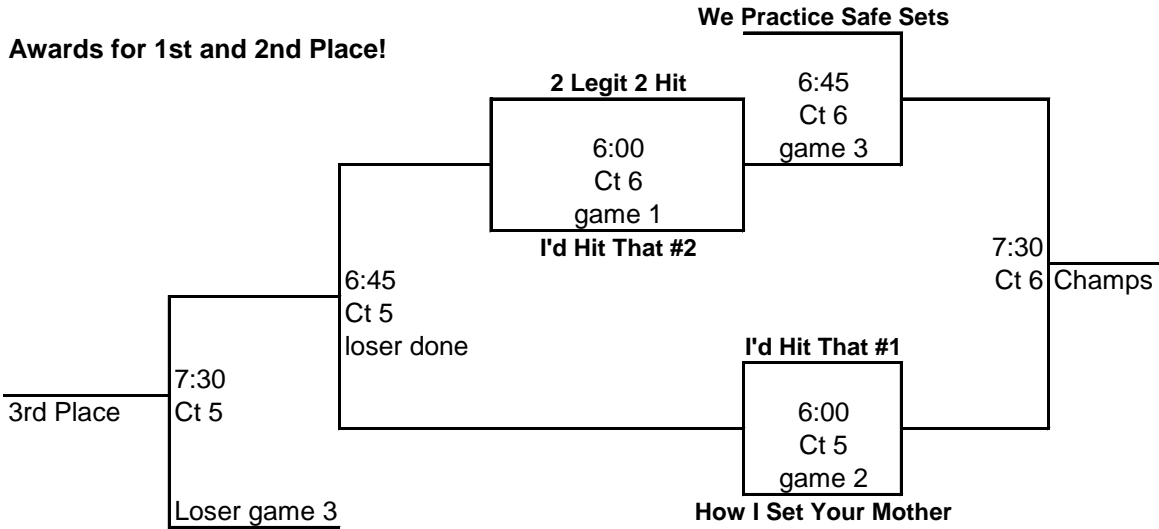 We Practice Safe Sets
Awards for 1st and 2nd Place!
2 Legit 2 Hit
6:45
Ct 6
game 3
6:00
Ct 6
game 1
I'd Hit That #2
7:30
Ct 6
Champs
6:45
Ct 5
loser done
I'd Hit That #1
7:30
Ct 5
3rd Place
6:00
Ct 5
game 2
Loser game 3
How I Set Your Mother